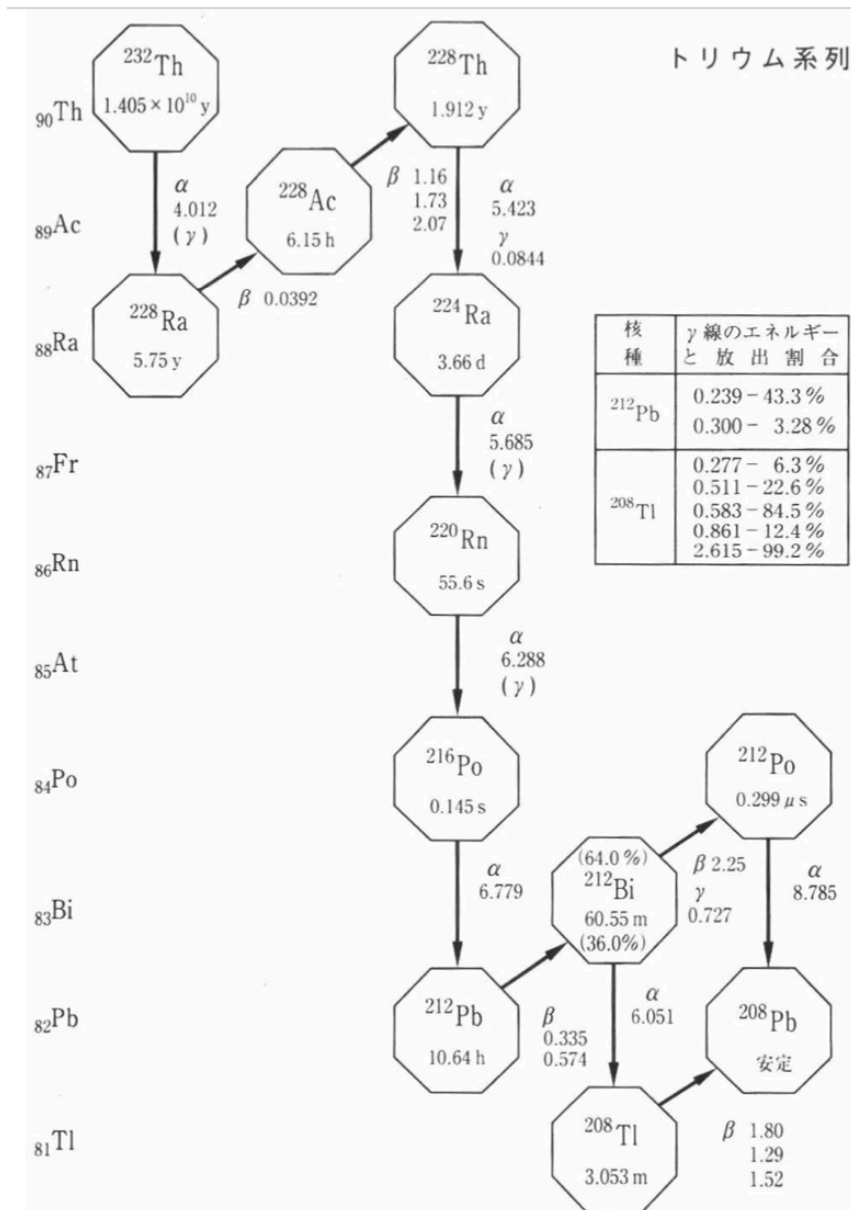 トリウム系列
²³²Th
1.405×10¹⁰ y
²²⁸Th
1.912 y
₉₀Th
α
4.012
(γ)
²²⁸Ac
6.15 h
β 1.16
1.73
2.07
α
5.423
γ
0.0844
₈₉Ac
β 0.0392
²²⁸Ra
5.75 y
²²⁴Ra
3.66 d
₈₈Ra
核種
γ線のエネルギー
と放出割合
²¹²Pb
0.239－43.3%
0.300－ 3.28%
²⁰⁸Tl
0.277－ 6.3%
0.511－22.6%
0.583－84.5%
0.861－12.4%
2.615－99.2%
α
5.685
(γ)
₈₇Fr
²²⁰Rn
55.6 s
₈₆Rn
α
6.288
(γ)
₈₅At
²¹⁶Po
0.145 s
²¹²Po
0.299 μs
₈₄Po
α
6.779
(64.0%)
²¹²Bi
60.55 m
(36.0%)
β 2.25
γ
0.727
α
8.785
₈₃Bi
²¹²Pb
10.64 h
β
0.335
0.574
α
6.051
²⁰⁸Pb
安定
₈₂Pb
²⁰⁸Tl
3.053 m
β 1.80
1.29
1.52
₈₁Tl